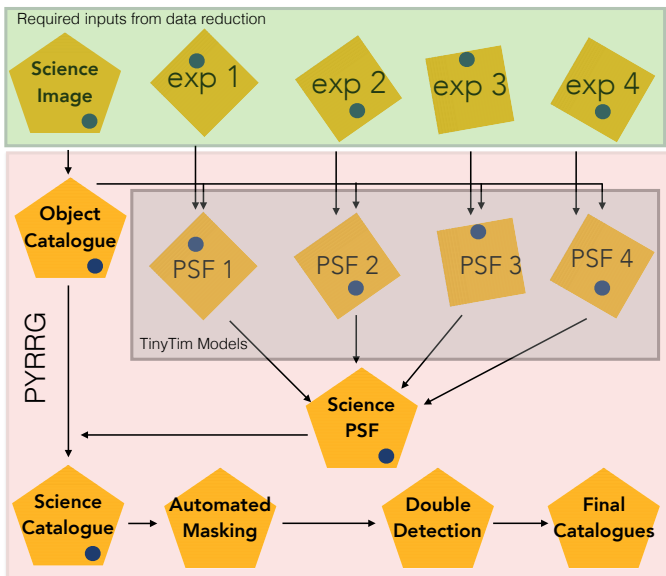 Required inputs from data reduction
Science
Image
exp 1
exp 2
exp 3
exp 4
Object
Catalogue
PSF 1
PSF 2
PSF 3
PSF 4
TinyTim Models
PYRRG
Science
PSF
Science
Catalogue
Automated
Masking
Double
Detection
Final
Catalogues